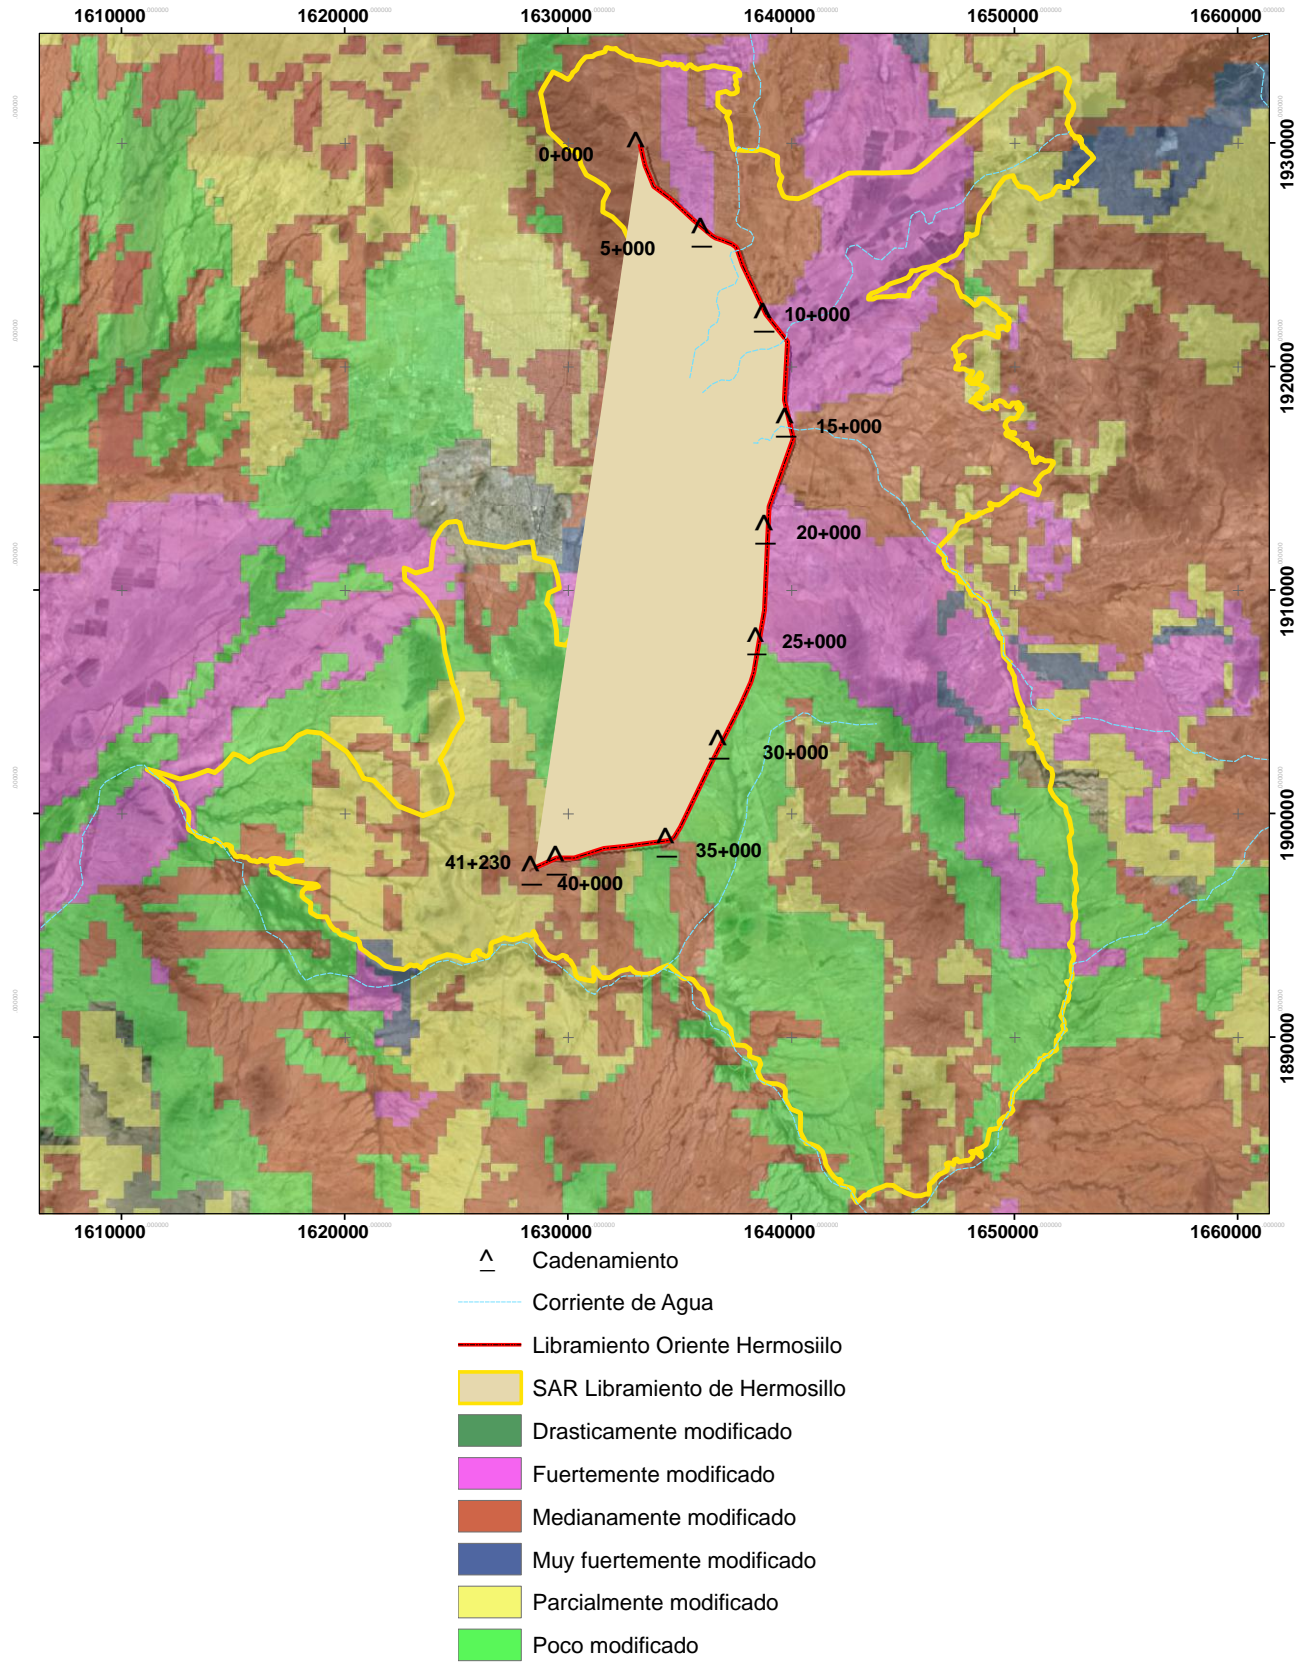 1610000 1620000 1630000 1640000 1650000 1660000
1930000
1920000
1910000
1900000
1890000
0+000
5+000
10+000
15+000
20+000
25+000
30+000
35+000
41+230
40+000
1610000 1620000 1630000 1640000 1650000 1660000
Cadenamiento
Corriente de Agua
Libramiento Oriente Hermosiilo
SAR Libramiento de Hermosillo
Drasticamente modificado
Fuertemente modificado
Medianamente modificado
Muy fuertemente modificado
Parcialmente modificado
Poco modificado